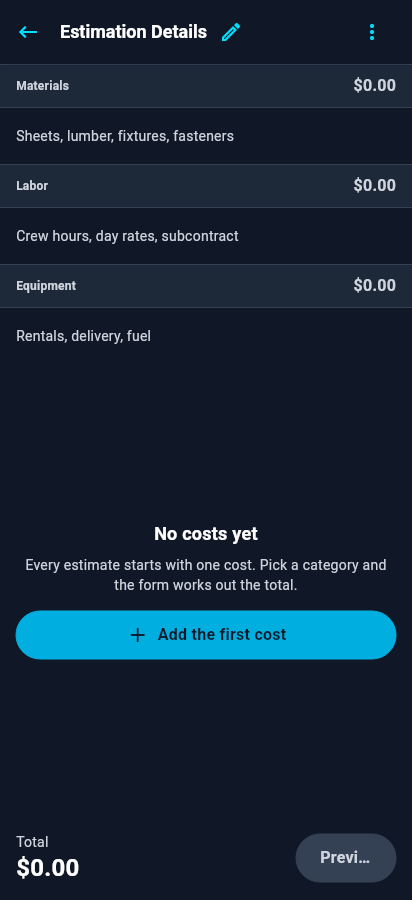 Estimation Details
Materials $0.00
Sheets, lumber, fixtures, fasteners
Labor $0.00
Crew hours, day rates, subcontract
Equipment $0.00
Rentals, delivery, fuel
No costs yet
Every estimate starts with one cost. Pick a category and
the form works out the total.
Add the first cost
Total
$0.00
Previ...